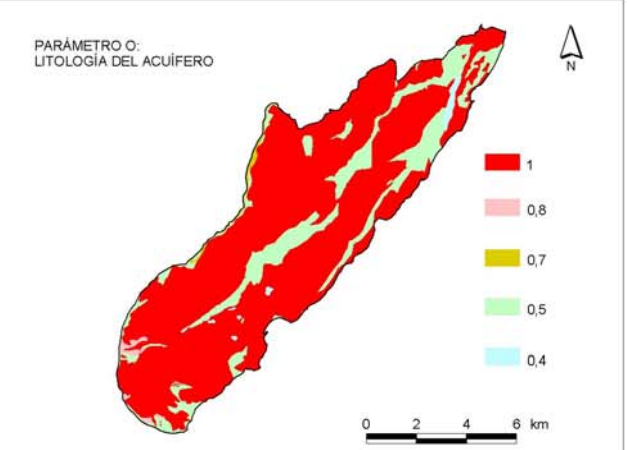 PARÁMETRO O:
LITOLOGÍA DEL ACUÍFERO
N
1
0,8
0,7
0,5
0,4
0 2 4 6 km